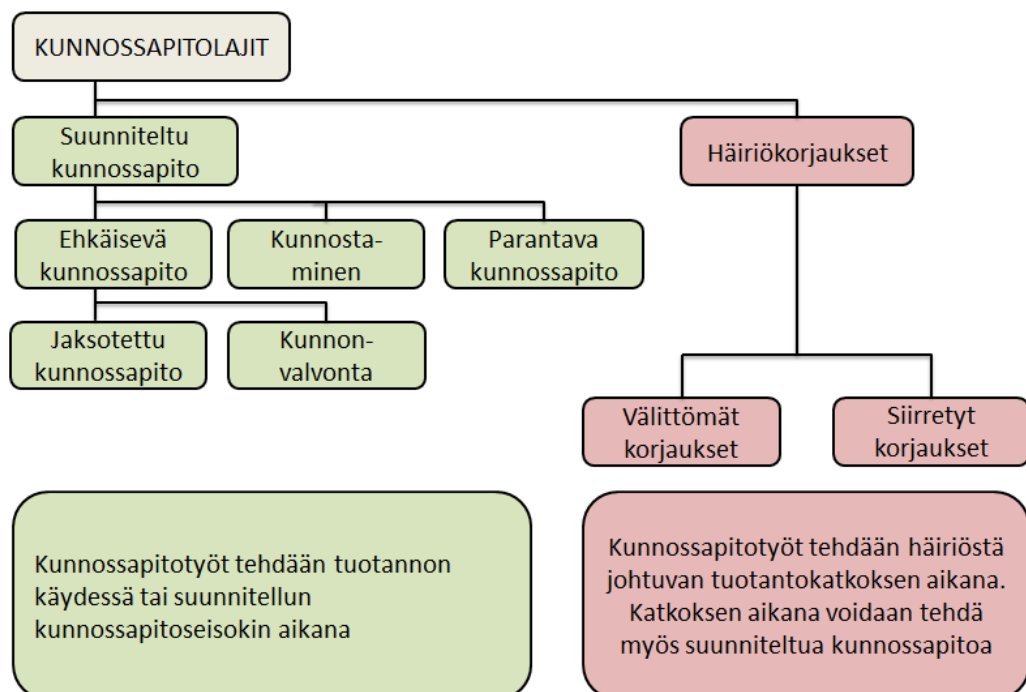 KUNNOSSAPITOLAJIT
Suunniteltu
kunnossapito
Häiriökorjaukset
Ehkäisevä
kunnossapito
Kunnosta-
minen
Parantava
kunnossapito
Jaksotettu
kunnossapito
Kunnon-
valvonta
Välittömät
korjaukset
Siirretyt
korjaukset
Kunnossapitotyöt tehdään tuotannon
käydessä tai suunnitellun
kunnossapitoseisokin aikana
Kunnossapitotyöt tehdään häiriöstä
johtuvan tuotantokatkoksen aikana.
Katkoksen aikana voidaan tehdä
myös suunniteltua kunnossapitoa